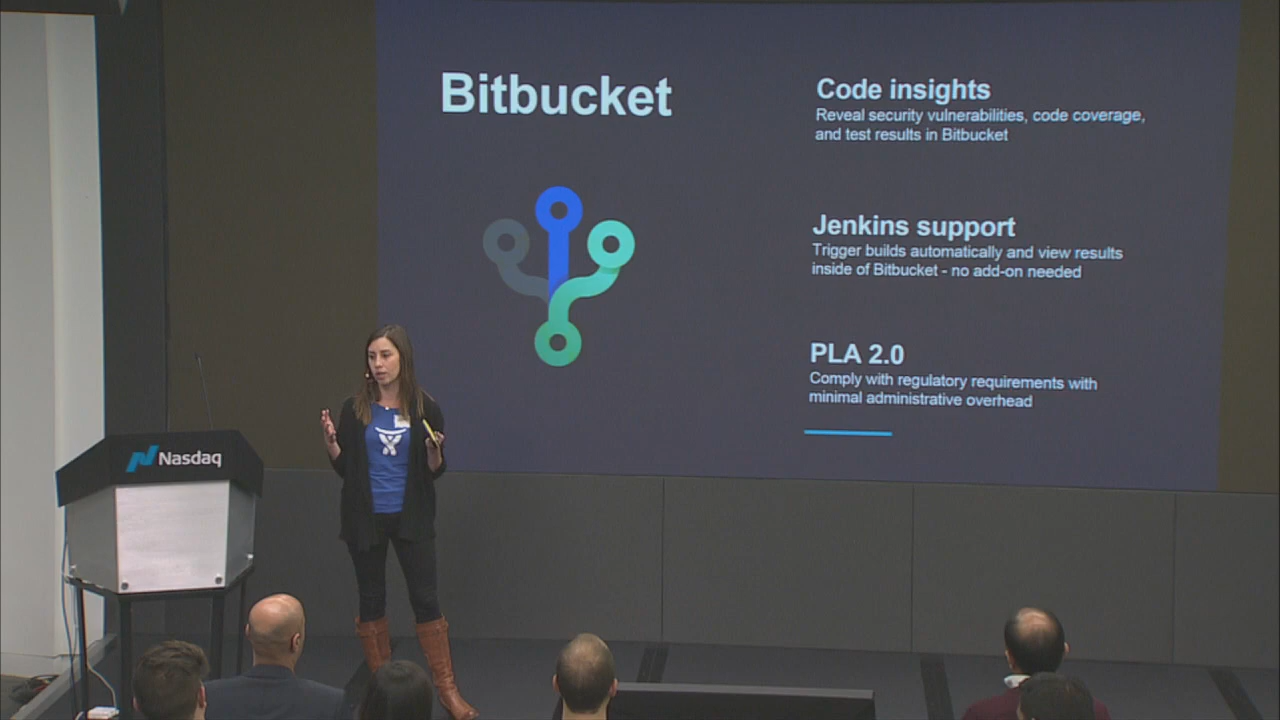 Bitbucket
Code insights
Reveal security vulnerabilities, code coverage,
and test results in Bitbucket
Jenkins support
Trigger builds automatically and view results
inside of Bitbucket - no add-on needed
PLA 2.0
Comply with regulatory requirements with
minimal administrative overhead
Nasdaq